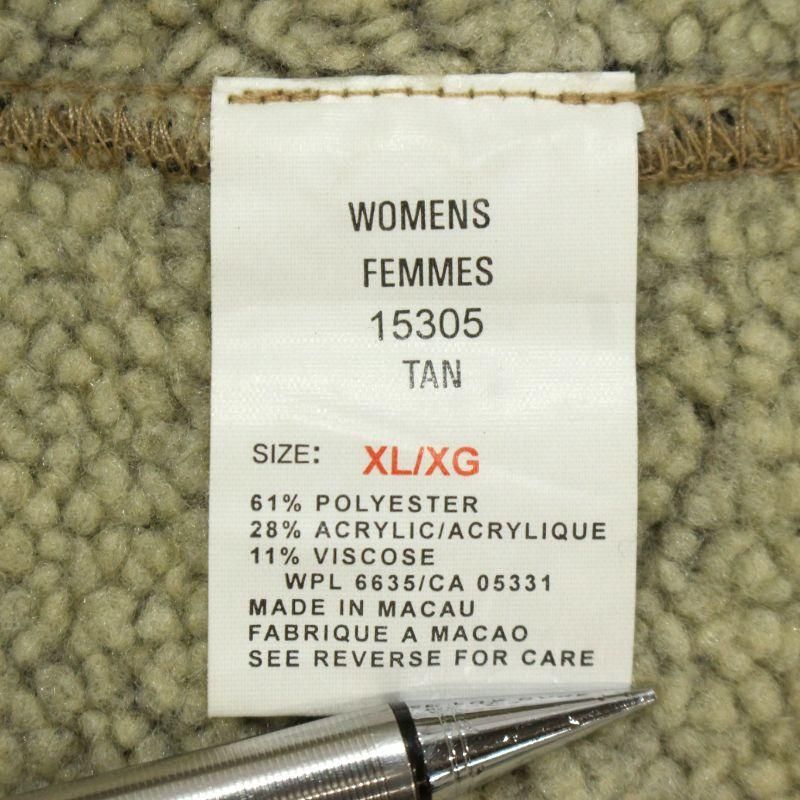 WOMENS
FEMMES
15305
TAN
SIZE: XL/XG
61% POLYESTER
28% ACRYLIC/ACRYLIQUE
11% VISCOSE
WPL 6635/CA 05331
MADE IN MACAU
FABRIQUE A MACAO
SEE REVERSE FOR CARE